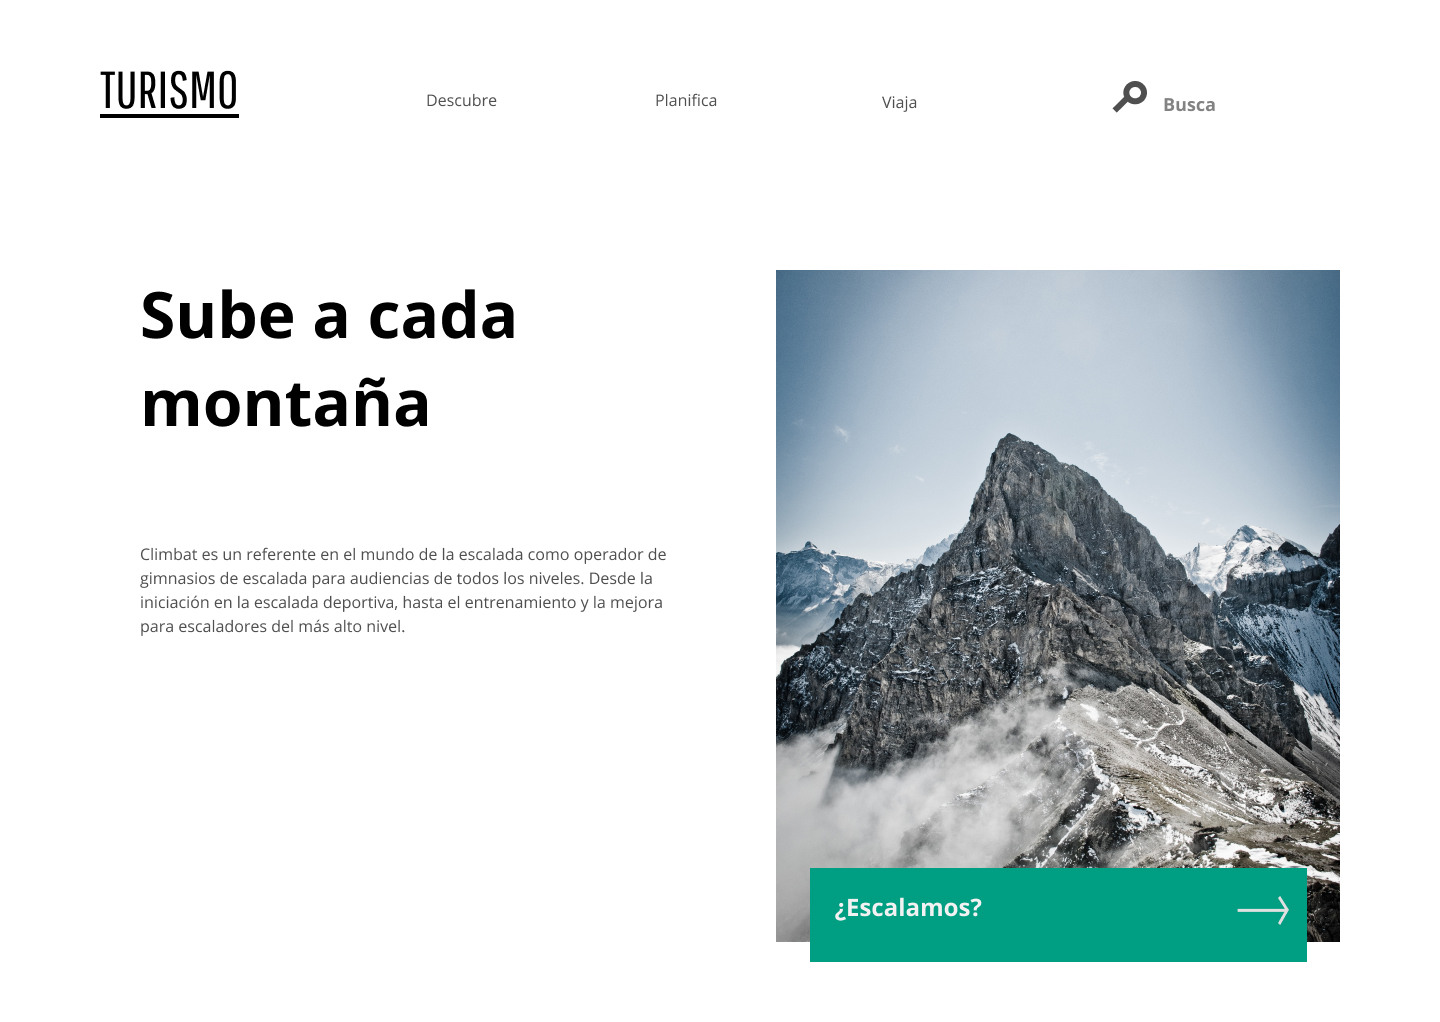 TURISMO
Descubre
Planifica
Viaja
Busca
Sube a cada
montaña
Climbat es un referente en el mundo de la escalada como operador de
gimnasios de escalada para audiencias de todos los niveles. Desde la
iniciación en la escalada deportiva, hasta el entrenamiento y la mejora
para escaladores del más alto nivel.
¿Escalamos?